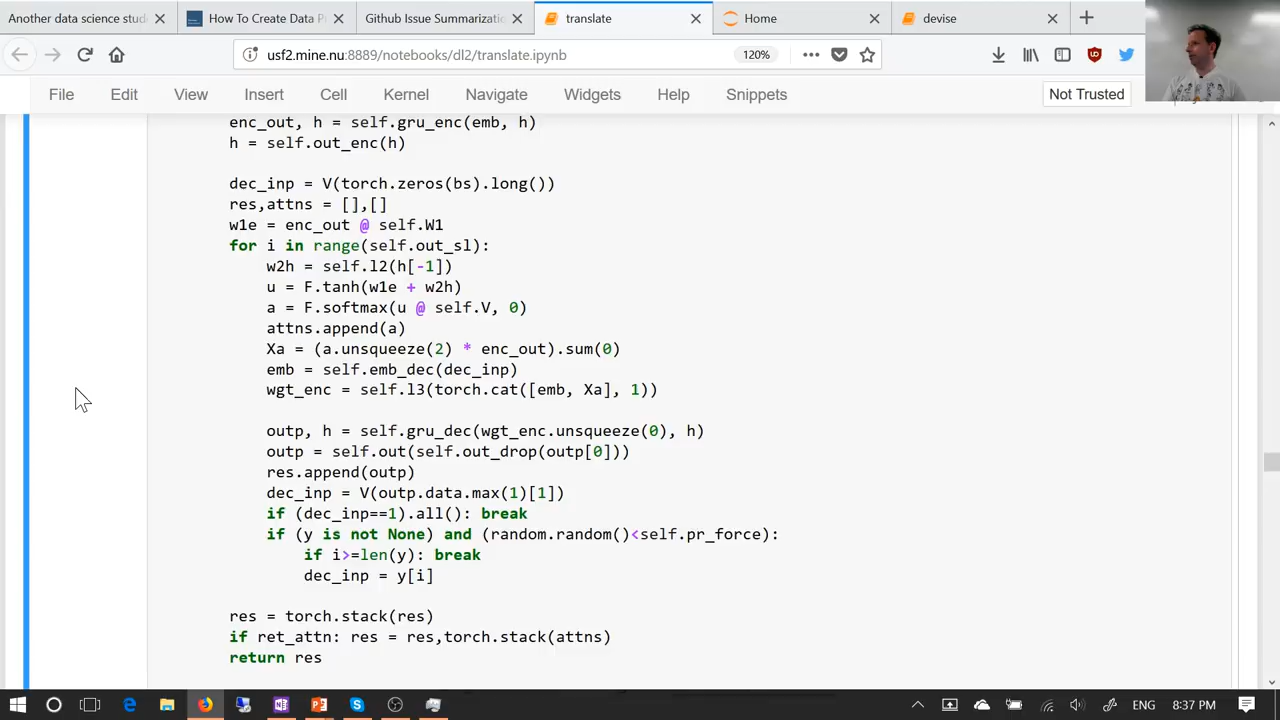 Another data science stud
How To Create Data P
Github Issue Summarizatio
translate
Home
devise
usf2.mine.nu:8889/notebooks/dl2/translate.ipynb
120%
File Edit View Insert Cell Kernel Navigate Widgets Help Snippets
Not Trusted
enc_out, h = self.gru_enc(emb, h)
h = self.out_enc(h)
dec_inp = V(torch.zeros(bs).long())
res,attns = [],[]
w1e = enc_out @ self.W1
for i in range(self.out_sl):
w2h = self.l2(h[-1])
u = F.tanh(w1e + w2h)
a = F.softmax(u @ self.V, 0)
attns.append(a)
Xa = (a.unsqueeze(2) * enc_out).sum(0)
emb = self.emb_dec(dec_inp)
wgt_enc = self.l3(torch.cat([emb, Xa], 1))
outp, h = self.gru_dec(wgt_enc.unsqueeze(0), h)
outp = self.out(self.out_drop(outp[0]))
res.append(outp)
dec_inp = V(outp.data.max(1)[1])
if (dec_inp==1).all(): break
if (y is not None) and (random.random()<self.pr_force):
if i>=len(y): break
dec_inp = y[i]
res = torch.stack(res)
if ret_attn: res = res,torch.stack(attns)
return res
ENG
8:37 PM